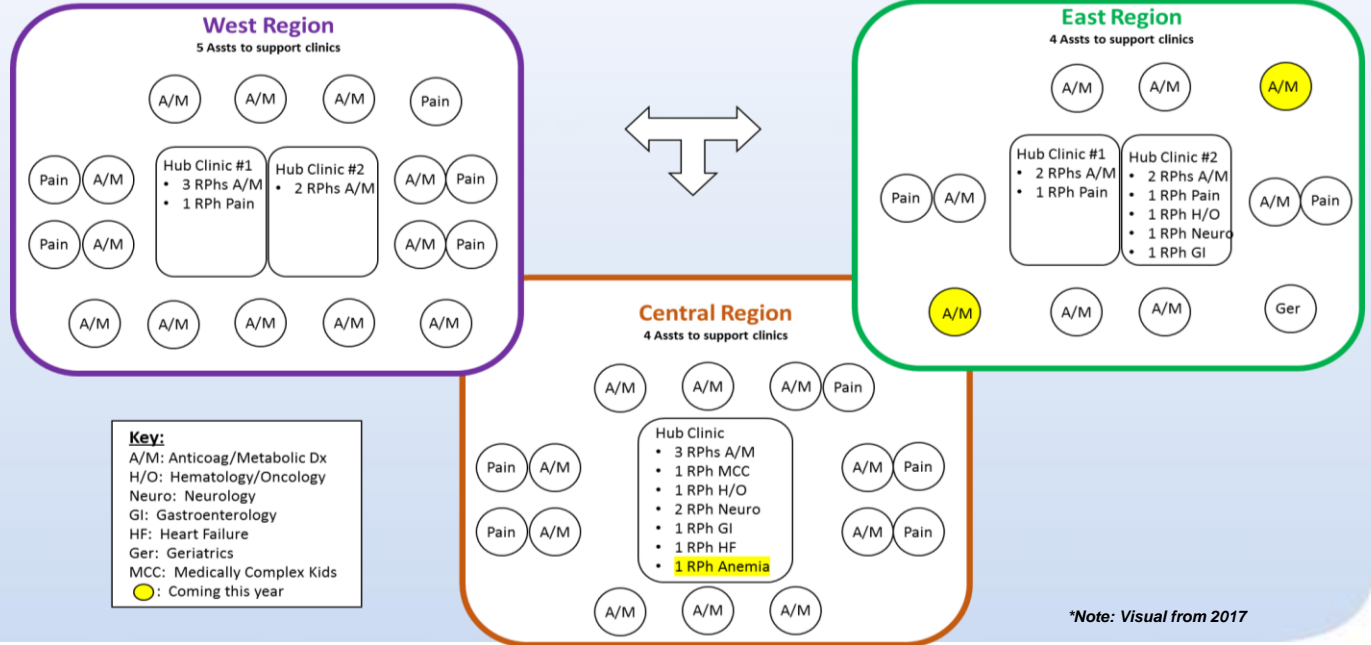 West Region
5 Assts to support clinics
A/M A/M A/M Pain
Hub Clinic #1
• 3 RPhs A/M
• 1 RPh Pain
Hub Clinic #2
• 2 RPhs A/M
Pain A/M
A/M Pain
Pain A/M
A/M Pain
A/M A/M A/M A/M A/M
East Region
4 Assts to support clinics
A/M A/M A/M
Hub Clinic #1
• 2 RPhs A/M
• 1 RPh Pain
Hub Clinic #2
• 2 RPhs A/M
• 1 RPh Pain
• 1 RPh H/O
• 1 RPh Neuro
• 1 RPh GI
Pain A/M
A/M Pain
A/M A/M A/M Ger
Central Region
4 Assts to support clinics
A/M A/M A/M Pain
Hub Clinic
• 3 RPhs A/M
• 1 RPh MCC
• 1 RPh H/O
• 2 RPh Neuro
• 1 RPh GI
• 1 RPh HF
• 1 RPh Anemia
Pain A/M
A/M Pain
Pain A/M
A/M Pain
A/M A/M A/M
Key:
A/M: Anticoag/Metabolic Dx
H/O: Hematology/Oncology
Neuro: Neurology
GI: Gastroenterology
HF: Heart Failure
Ger: Geriatrics
MCC: Medically Complex Kids
: Coming this year
*Note: Visual from 2017